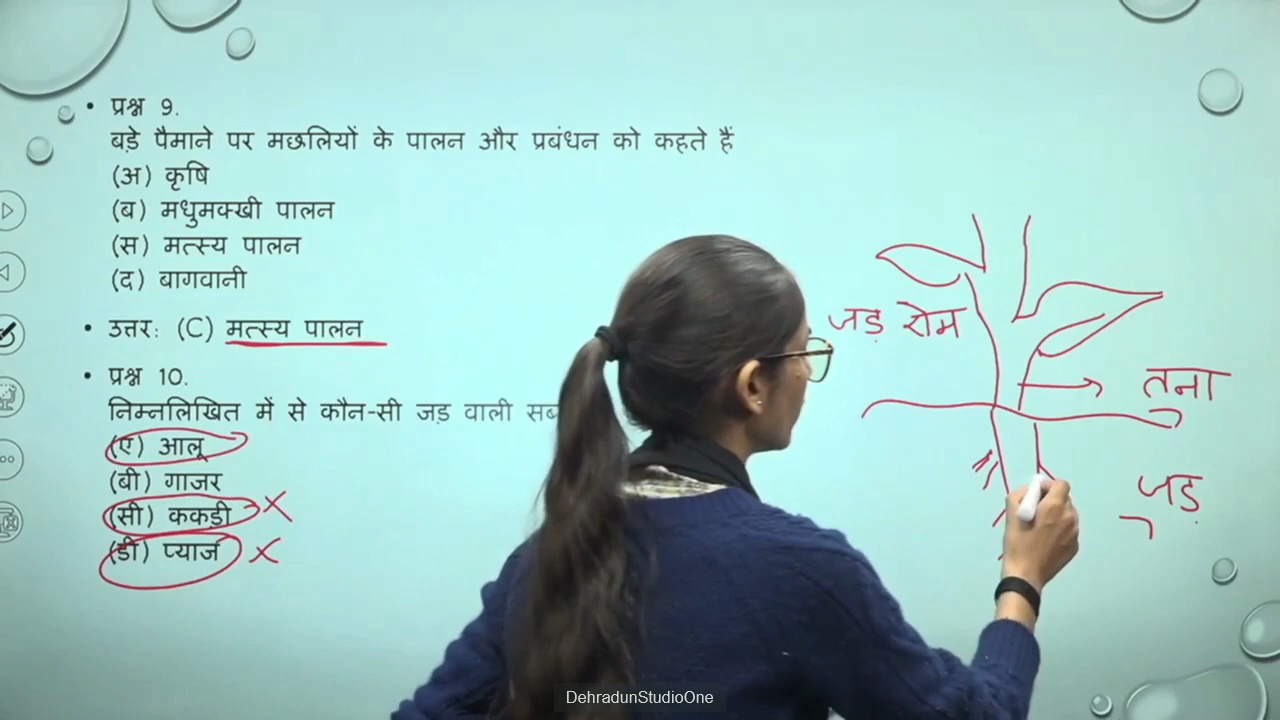 • प्रश्न 9.
बड़े पैमाने पर मछलियों के पालन और प्रबंधन को कहते हैं
(अ) कृषि
(ब) मधुमक्खी पालन
(स) मत्स्य पालन
(द) बागवानी
• उत्तर: (C) मत्स्य पालन
• प्रश्न 10.
निम्नलिखित में से कौन-सी जड़ वाली
(ए) आलू
(बी) गाजर
(सी) ककडी
(डी) प्याज
जड़ रोम
तना
जड़
DehradunStudioOne